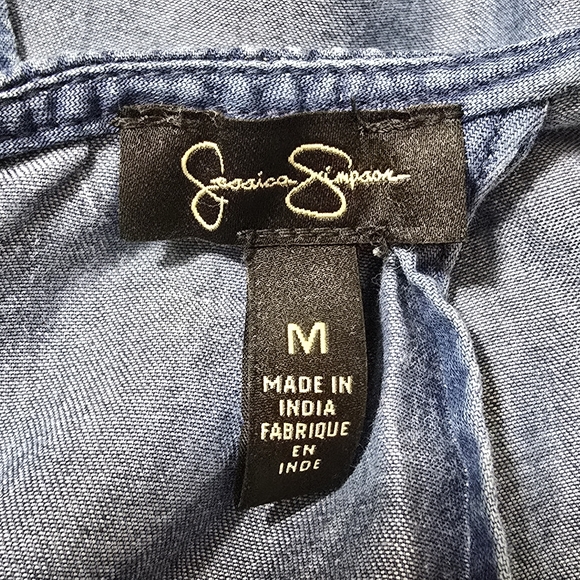 Jessica Simpson
M
MADE IN
INDIA
FABRIQUE
EN
INDE